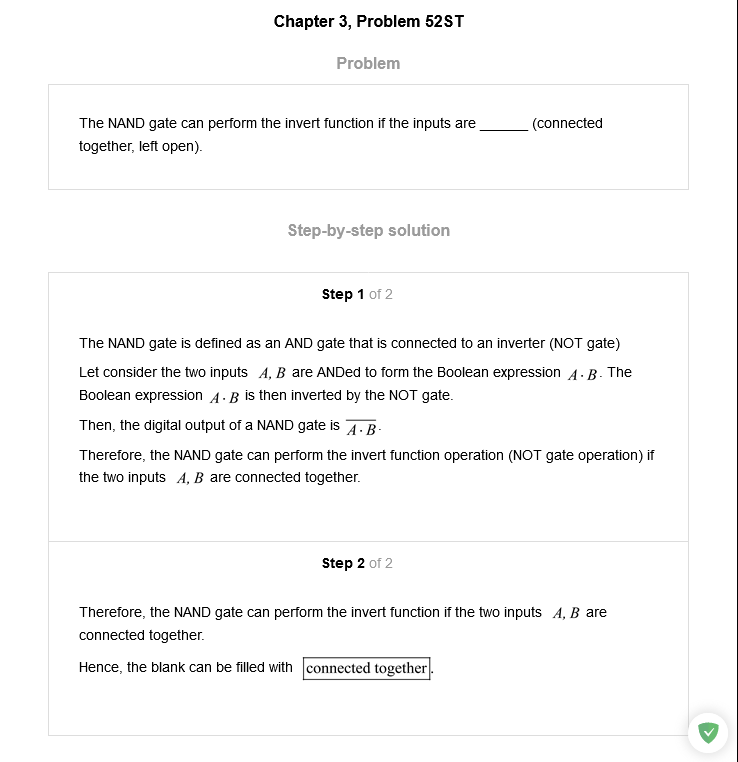 Chapter 3, Problem 52ST
Problem
The NAND gate can perform the invert function if the inputs are ______ (connected
together, left open).
Step-by-step solution
Step 1 of 2
The NAND gate is defined as an AND gate that is connected to an inverter (NOT gate)
Let consider the two inputs A, B are ANDed to form the Boolean expression A · B. The
Boolean expression A · B is then inverted by the NOT gate.
Then, the digital output of a NAND gate is \overline{A · B}.
Therefore, the NAND gate can perform the invert function operation (NOT gate operation) if
the two inputs A, B are connected together.
Step 2 of 2
Therefore, the NAND gate can perform the invert function if the two inputs A, B are
connected together.
Hence, the blank can be filled with connected together.